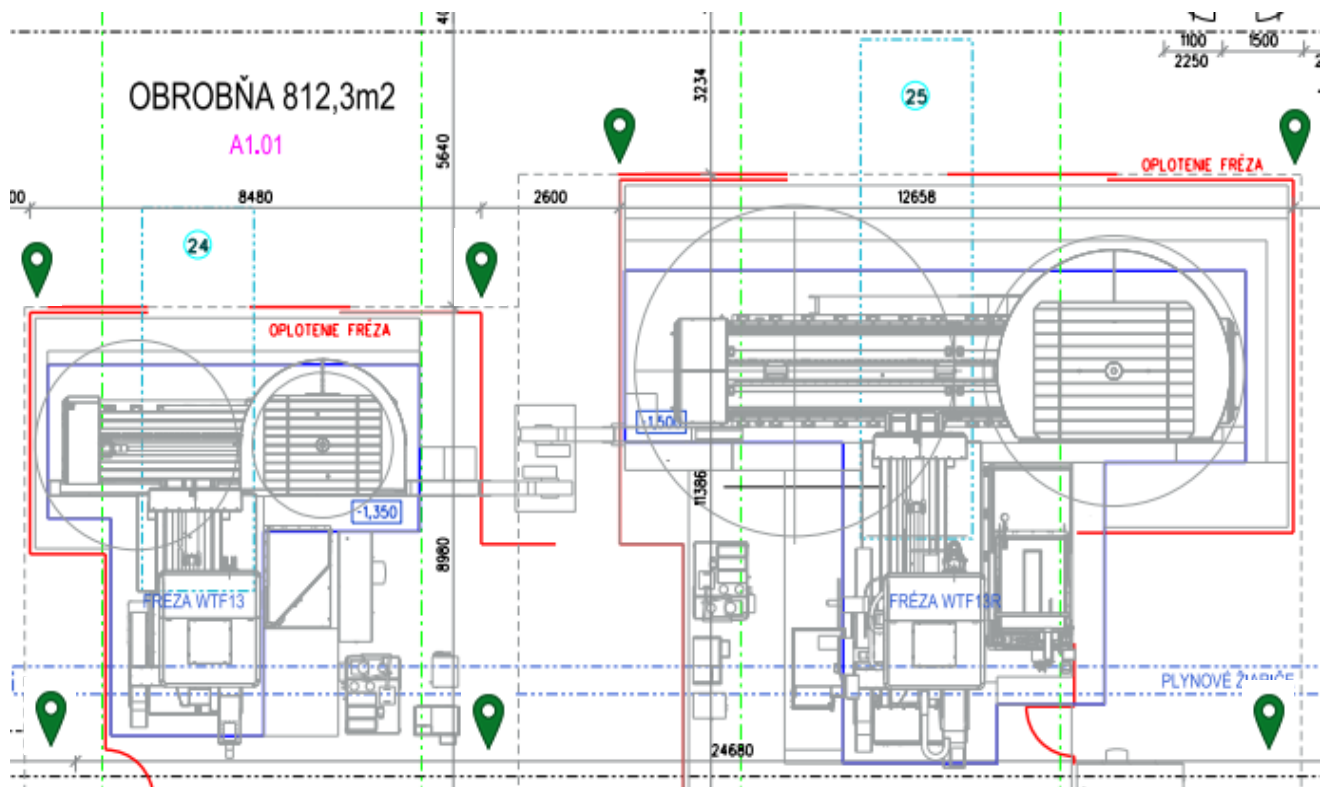 1100
1500
2250
3234
25
OBROBŇA 812,3m2
A1.01
5640
OPLOTENIE FRÉZA
8480
2600
12658
24
OPLOTENIE FRÉZA
-1,500
-1,350
11386
8980
FRÉZA WTF13
FRÉZA WTF13R
PLYNOVÉ ŽIARIČE
24680